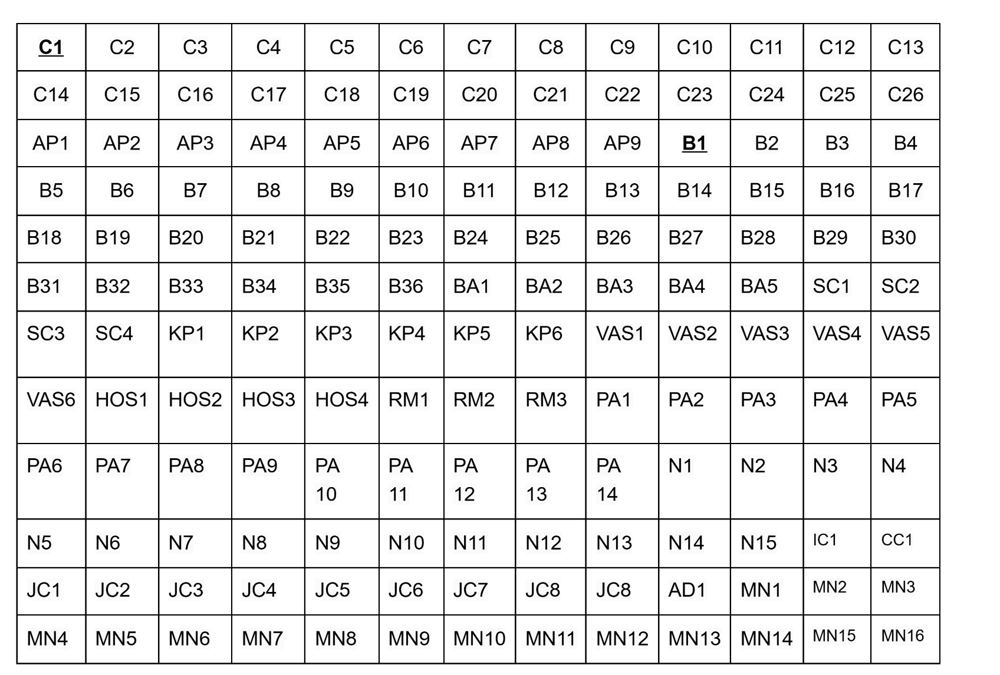 C1 C2 C3 C4 C5 C6 C7 C8 C9 C10 C11 C12 C13
C14 C15 C16 C17 C18 C19 C20 C21 C22 C23 C24 C25 C26
AP1 AP2 AP3 AP4 AP5 AP6 AP7 AP8 AP9 B1 B2 B3 B4
B5 B6 B7 B8 B9 B10 B11 B12 B13 B14 B15 B16 B17
B18 B19 B20 B21 B22 B23 B24 B25 B26 B27 B28 B29 B30
B31 B32 B33 B34 B35 B36 BA1 BA2 BA3 BA4 BA5 SC1 SC2
SC3 SC4 KP1 KP2 KP3 KP4 KP5 KP6 VAS1 VAS2 VAS3 VAS4 VAS5
VAS6 HOS1 HOS2 HOS3 HOS4 RM1 RM2 RM3 PA1 PA2 PA3 PA4 PA5
PA6 PA7 PA8 PA9 PA PA PA PA PA N1 N2 N3 N4
10 11 12 13 14
N5 N6 N7 N8 N9 N10 N11 N12 N13 N14 N15 IC1 CC1
JC1 JC2 JC3 JC4 JC5 JC6 JC7 JC8 JC8 AD1 MN1 MN2 MN3
MN4 MN5 MN6 MN7 MN8 MN9 MN10 MN11 MN12 MN13 MN14 MN15 MN16